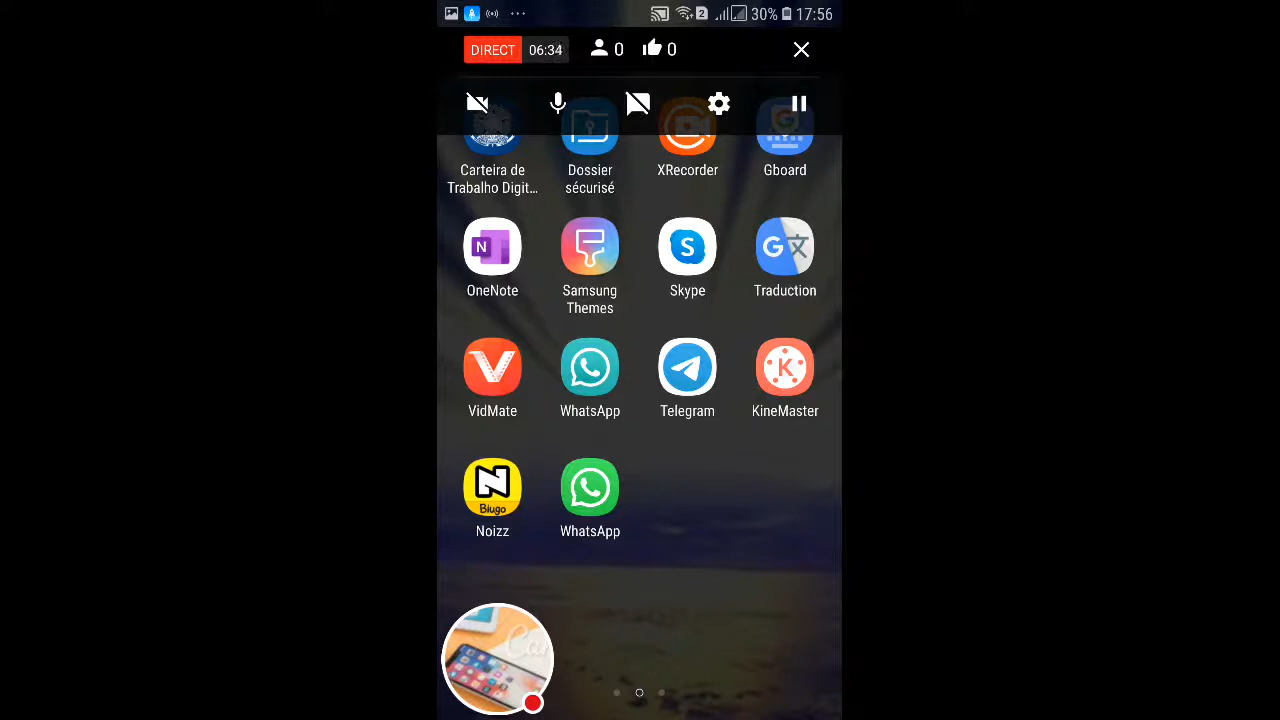 2 30% 17:56
DIRECT 06:34 0 0
Carteira de
Trabalho Digit...
Dossier
sécurisé
XRecorder
Gboard
N
S
G
OneNote
Samsung
Themes
Skype
Traduction
K
VidMate
WhatsApp
Telegram
KineMaster
N
Biugo
Noizz
WhatsApp